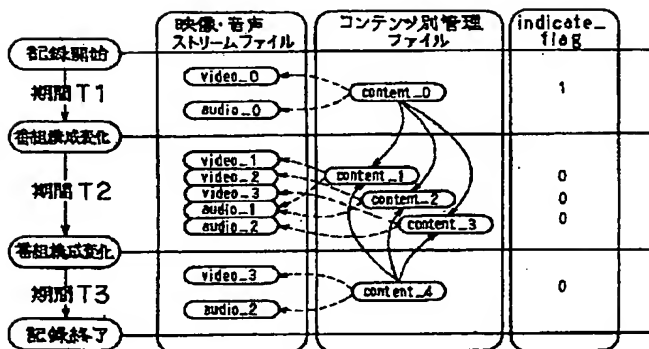 映像・音声
ストリームファイル
コンテンツ別管理
ファイル
indicate_
flag
記録開始
期間T1
video_0
audio_0
content_0
1
番組構成変化
期間T2
video_1
video_2
video_3
audio_1
audio_2
content_1
content_2
content_3
0
0
0
番組構成変化
期間T3
video_3
audio_2
content_4
0
記録終了